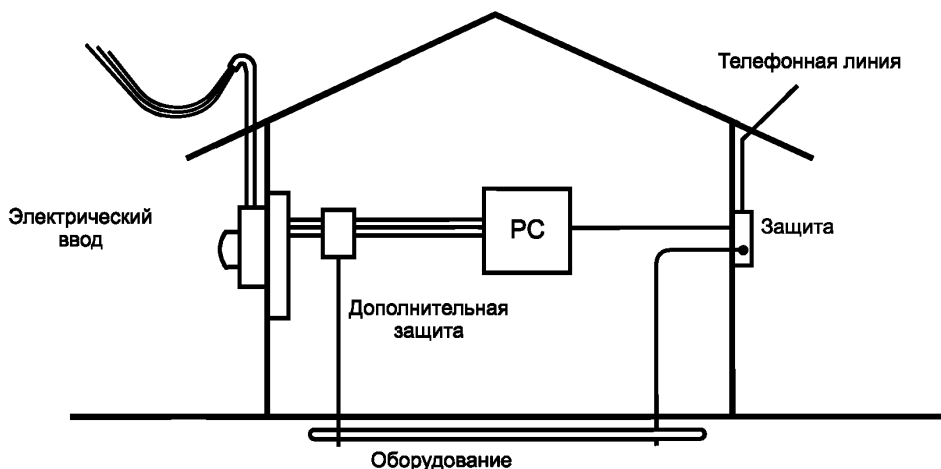 Телефонная линия
Электрический
ввод
PC
Защита
Дополнительная
защита
Оборудование